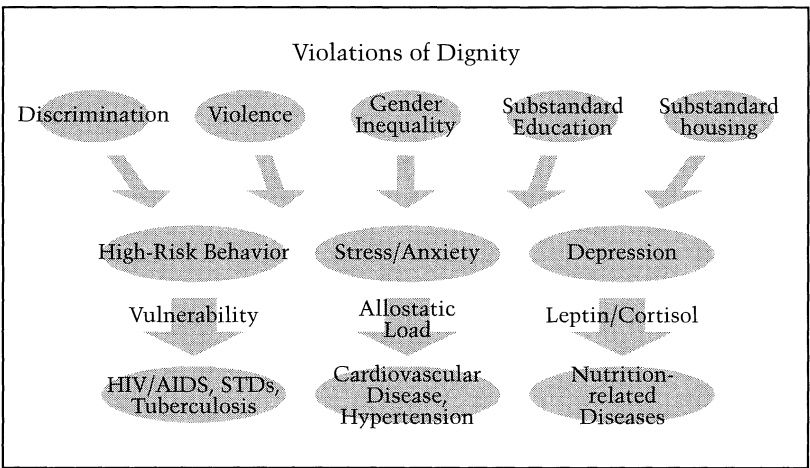 Violations of Dignity
Discrimination
Violence
Gender
Inequality
Substandard
Education
Substandard
housing
High-Risk Behavior
Stress/Anxiety
Depression
Vulnerability
Allostatic
Load
Leptin/Cortisol
HIV/AIDS, STDs,
Tuberculosis
Cardiovascular
Disease,
Hypertension
Nutrition-
related
Diseases